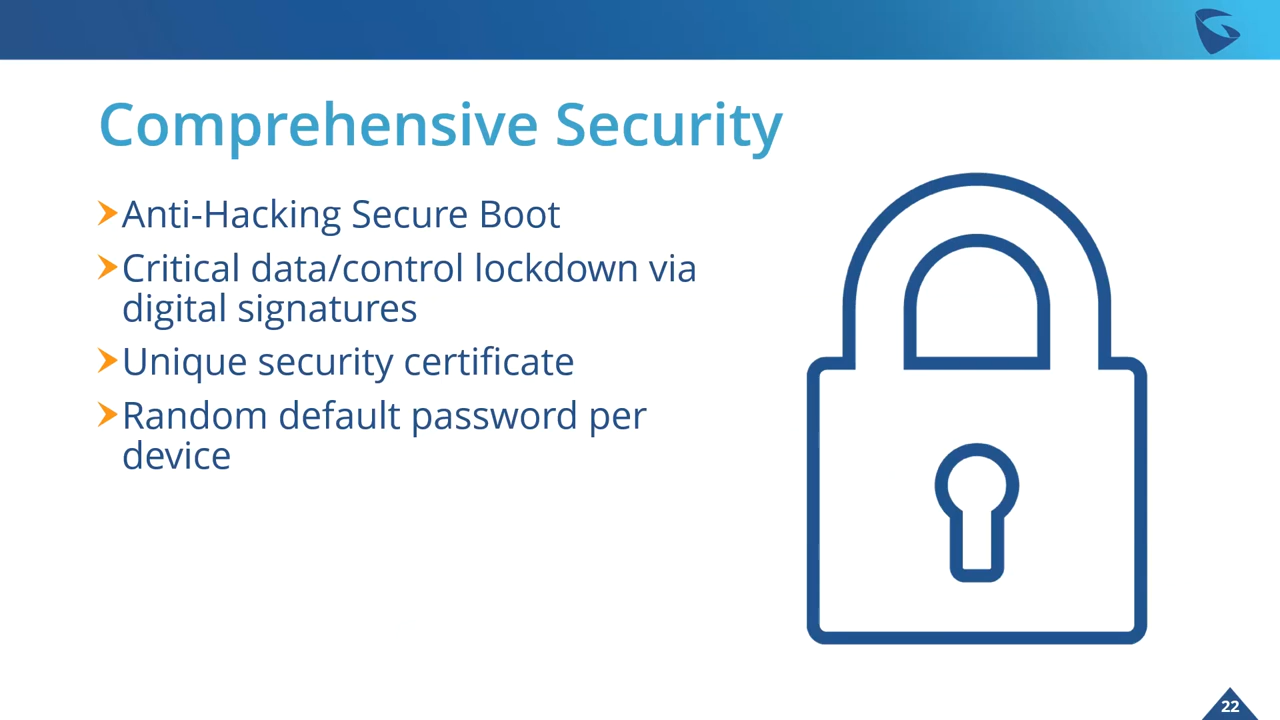 Comprehensive Security
Anti-Hacking Secure Boot
Critical data/control lockdown via
digital signatures
Unique security certificate
Random default password per
device
22